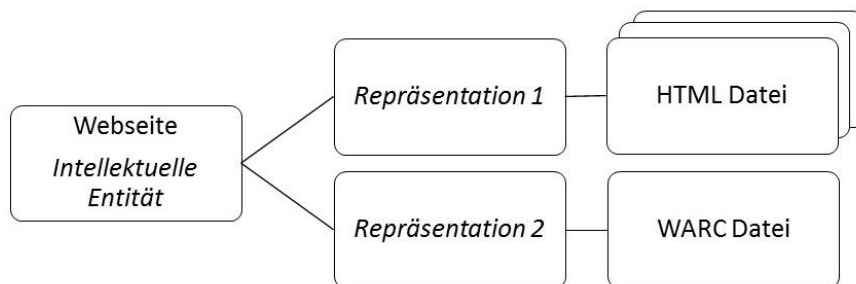 Webseite
Intellektuelle
Entität
Repräsentation 1
HTML Datei
Repräsentation 2
WARC Datei